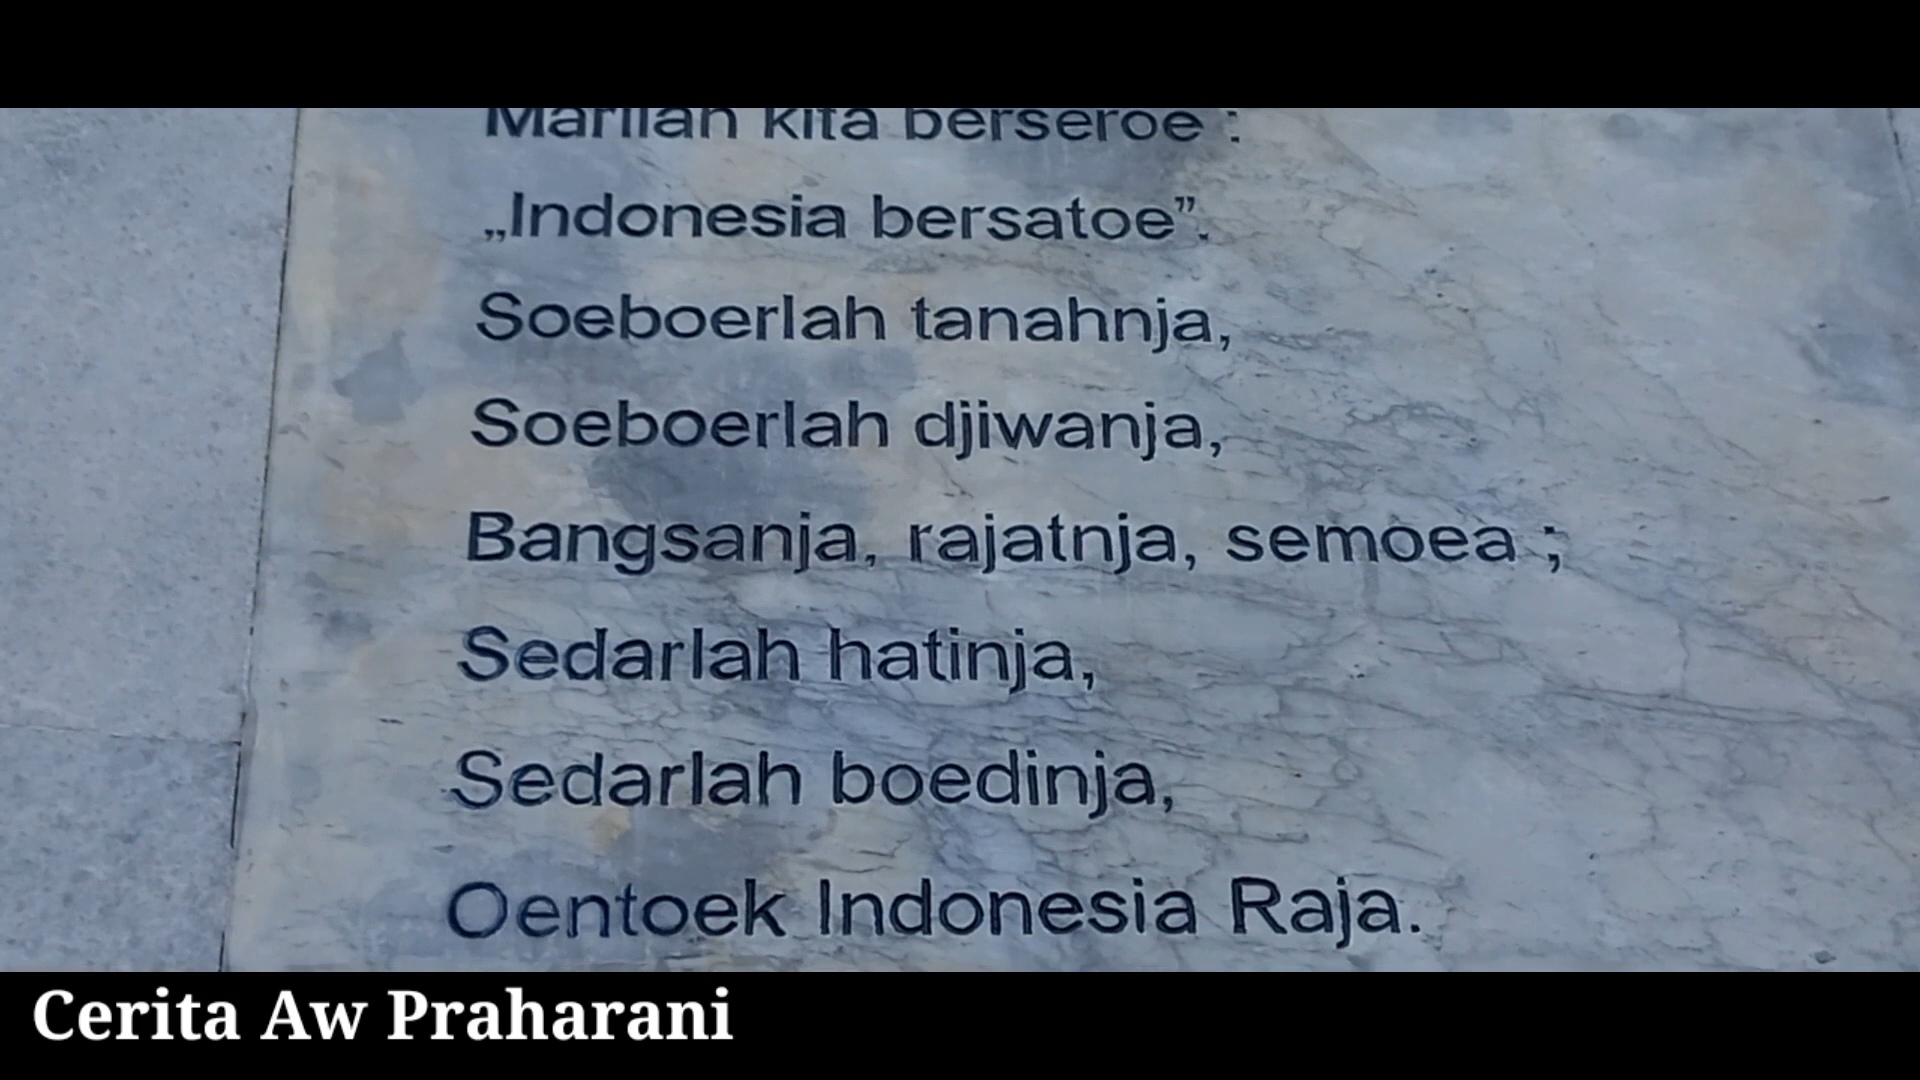 Marilah kita berseroe :
„Indonesia bersatoe”.
Soeboerlah tanahnja,
Soeboerlah djiwanja,
Bangsanja, rajatnja, semoea ;
Sedarlah hatinja,
Sedarlah boedinja,
Oentoek Indonesia Raja.
Cerita Aw Praharani